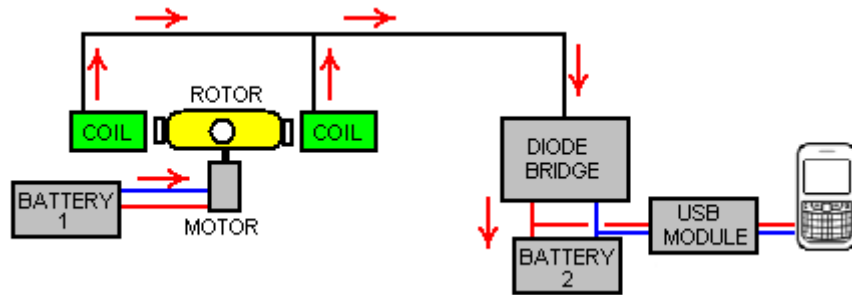 ROTOR
COIL
COIL
BATTERY
1
MOTOR
DIODE
BRIDGE
BATTERY
2
USB
MODULE